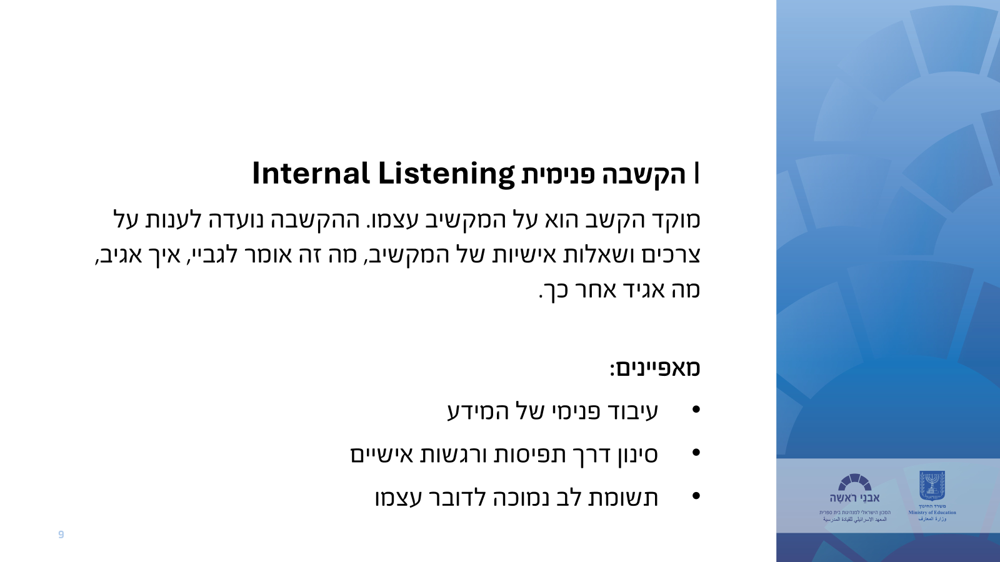 I הקשבה פנימית Internal Listening
מוקד הקשב הוא על המקשיב עצמו. ההקשבה נועדה לענות על
צרכים ושאלות אישיות של המקשיב, מה זה אומר לגביי, איך אגיב,
מה אגיד אחר כך.
מאפיינים:
• עיבוד פנימי של המידע
• סינון דרך תפיסות ורגשות אישיים
• תשומת לב נמוכה לדובר עצמו
משרד החינוך
Ministry of Education
وزارة المعارف
אבני ראשה
המכון הישראלי למנהיגות בית ספרית
المعهد الاسرائيلي للقيادة المدرسية
9